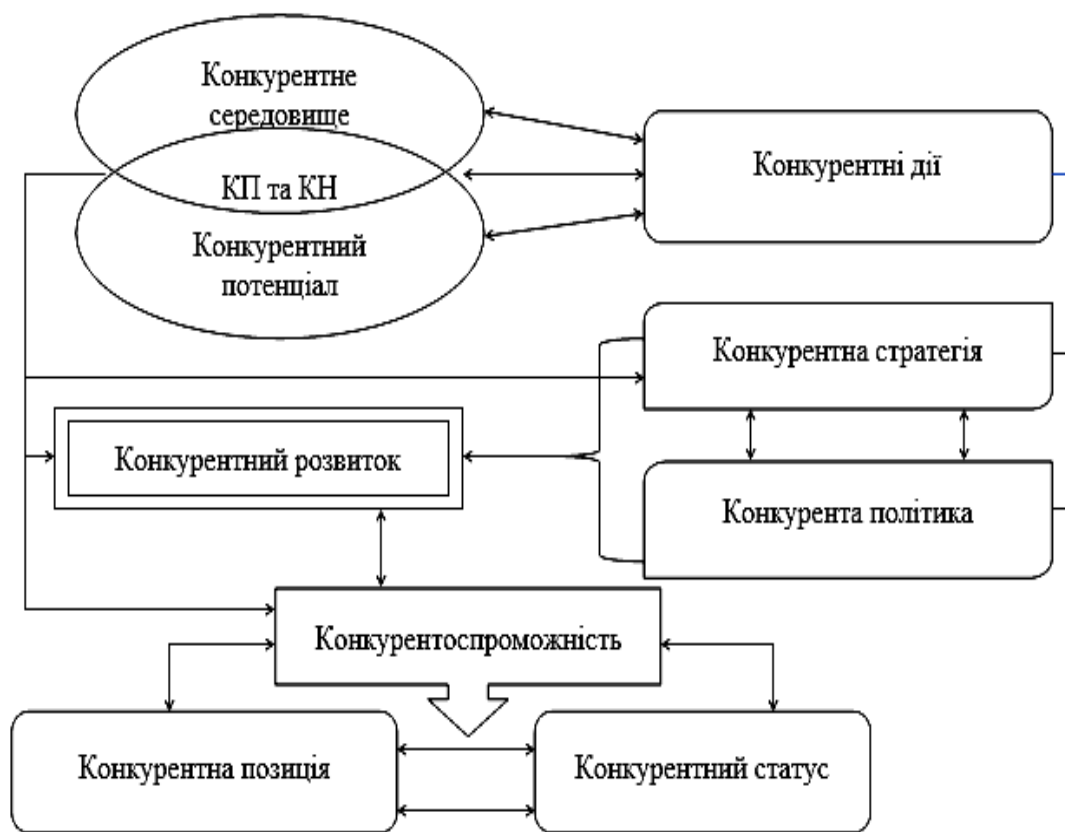 Конкурентне
середовище
КП та КН
Конкурентний
потенціал
Конкурентні дії
Конкурентна стратегія
Конкурентний розвиток
Конкурента політика
Конкурентоспроможність
Конкурентна позиція
Конкурентний статус